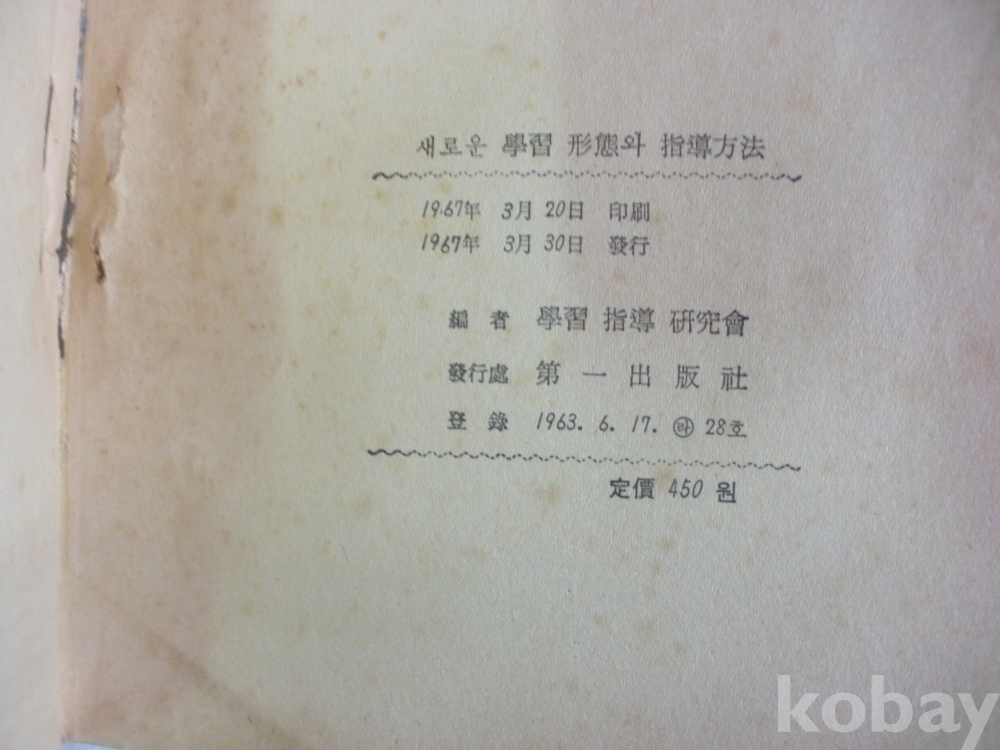 새로운 學習 形態와 指導方法
1967年 3月 20日 印刷
1967年 3月 30日 發行
編者 學習 指導 研究會
發行處 第一出版社
登錄 1963. 6. 17. ㉱ 28호
定價 450 원
kobay